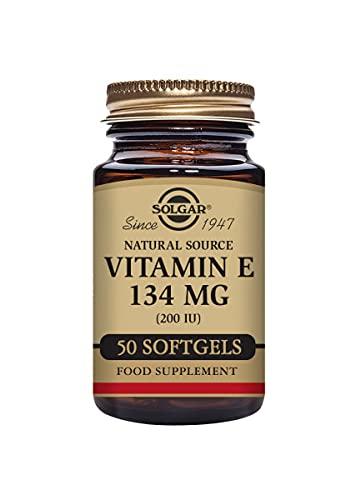 SOLGAR®
Since 1947
NATURAL SOURCE
VITAMIN E
134 MG
(200 IU)
50 SOFTGELS
FOOD SUPPLEMENT